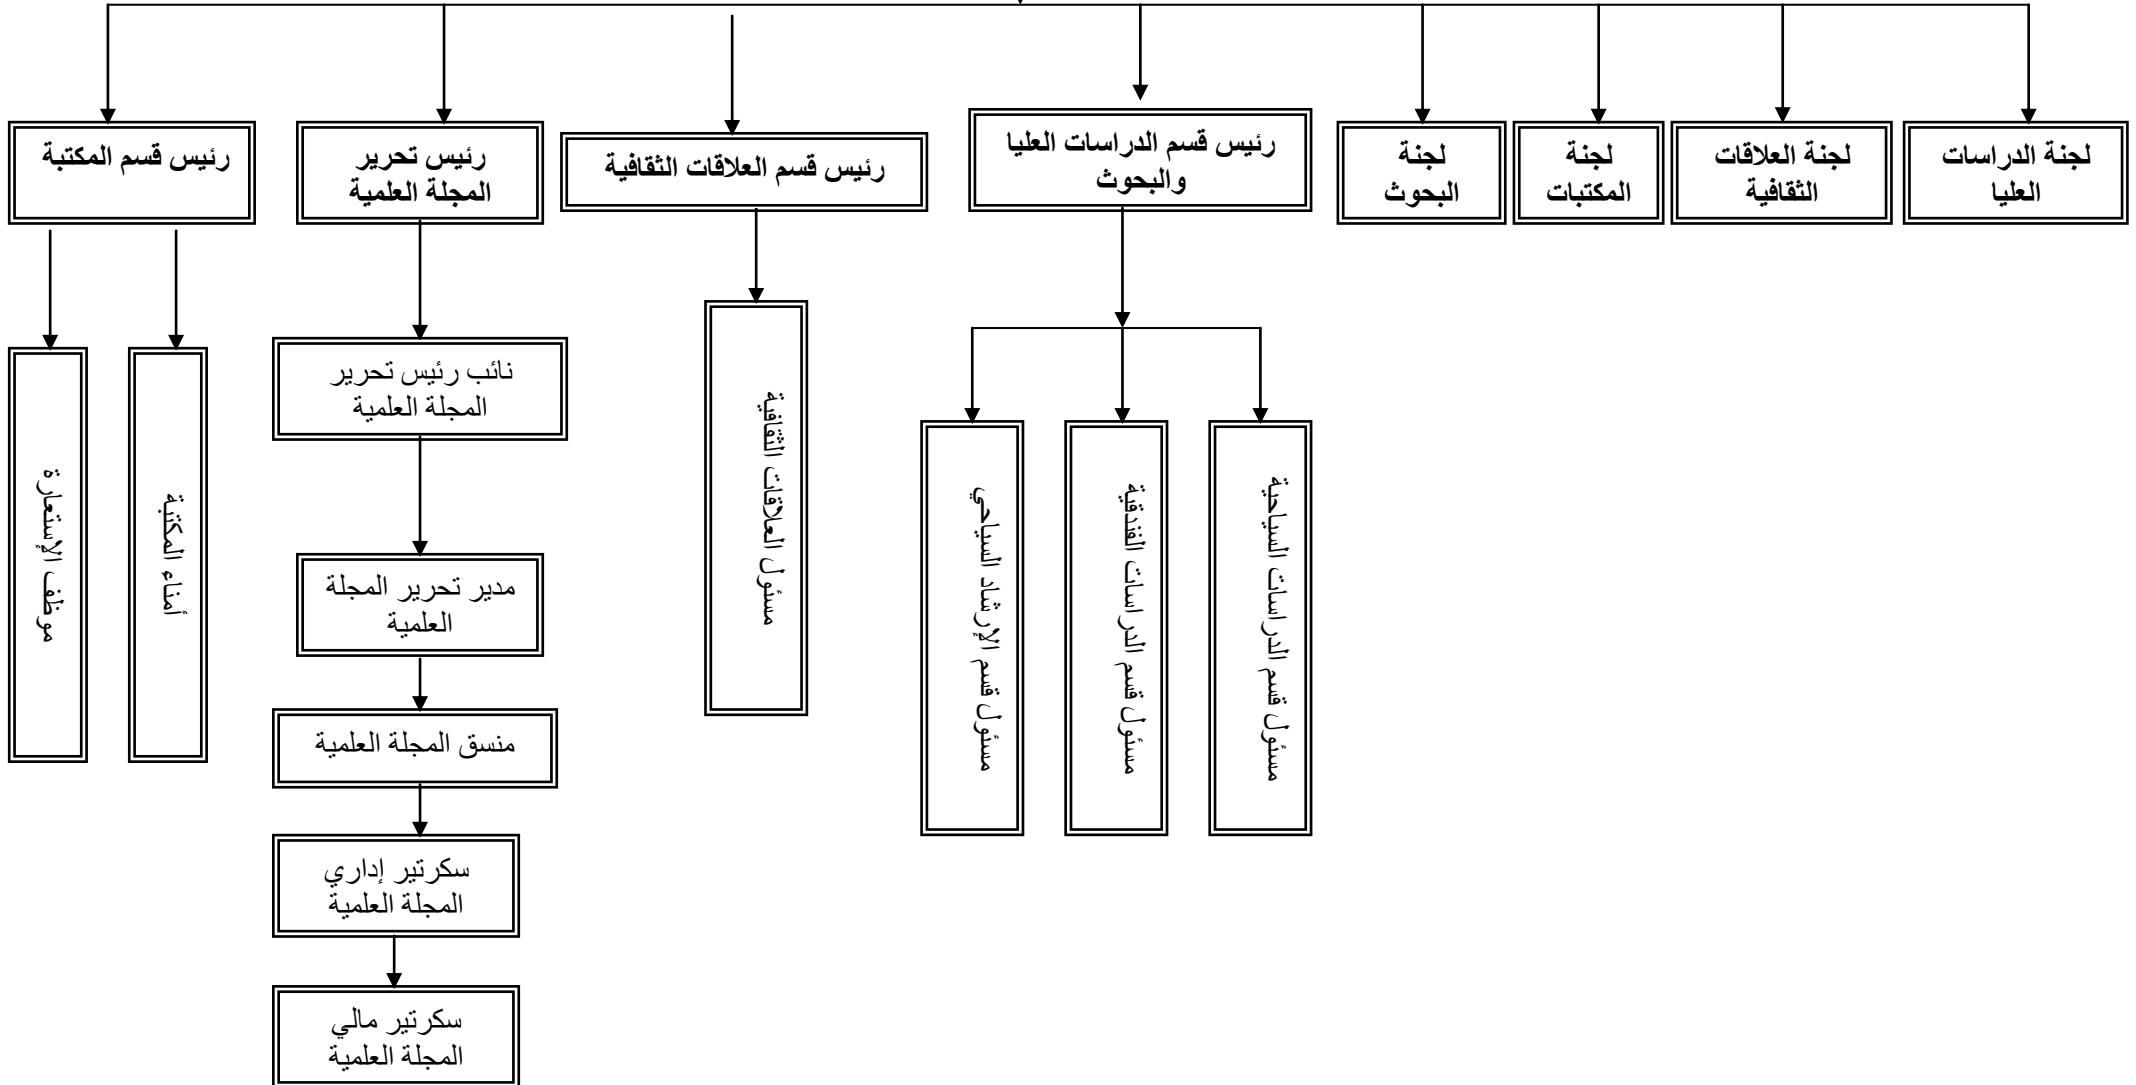 لجنة الدراسات
العليا
لجنة العلاقات
الثقافية
لجنة
المكتبات
لجنة
البحوث
رئيس قسم الدراسات العليا
والبحوث
رئيس قسم العلاقات الثقافية
رئيس تحرير
المجلة العلمية
رئيس قسم المكتبة
مسئول قسم الدراسات السياحية
مسئول قسم الدراسات الفندقية
مسئول قسم الإرشاد السياحي
مسئول العلاقات الثقافية
نائب رئيس تحرير
المجلة العلمية
مدير تحرير المجلة
العلمية
منسق المجلة العلمية
سكرتير إداري
المجلة العلمية
سكرتير مالي
المجلة العلمية
أمناء المكتبة
موظف الإستعارة